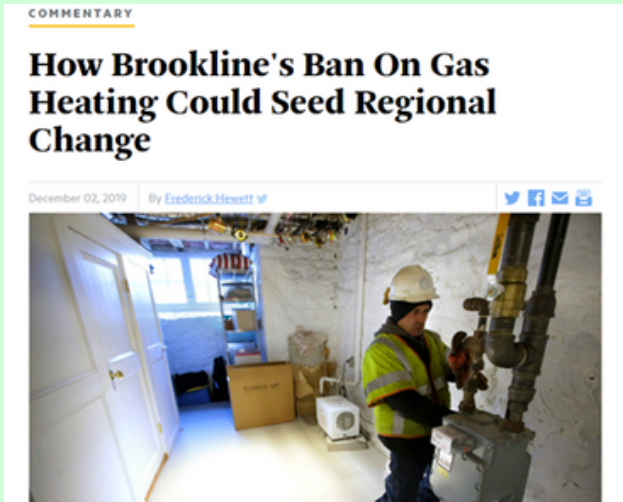 COMMENTARY
How Brookline's Ban On Gas
Heating Could Seed Regional
Change
December 02, 2019 By Frederick Hewett